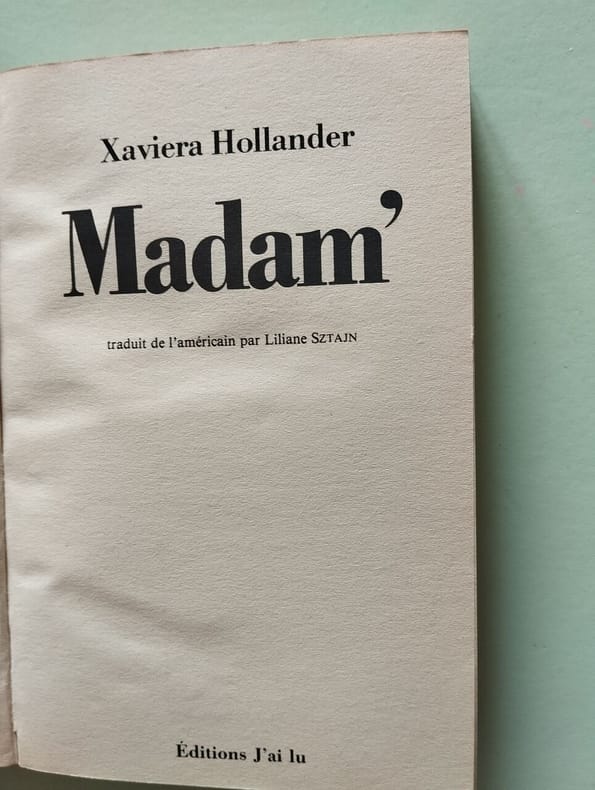 Xaviera Hollander
Madam’
traduit de l’américain par Liliane SZTAJN
Éditions J’ai lu